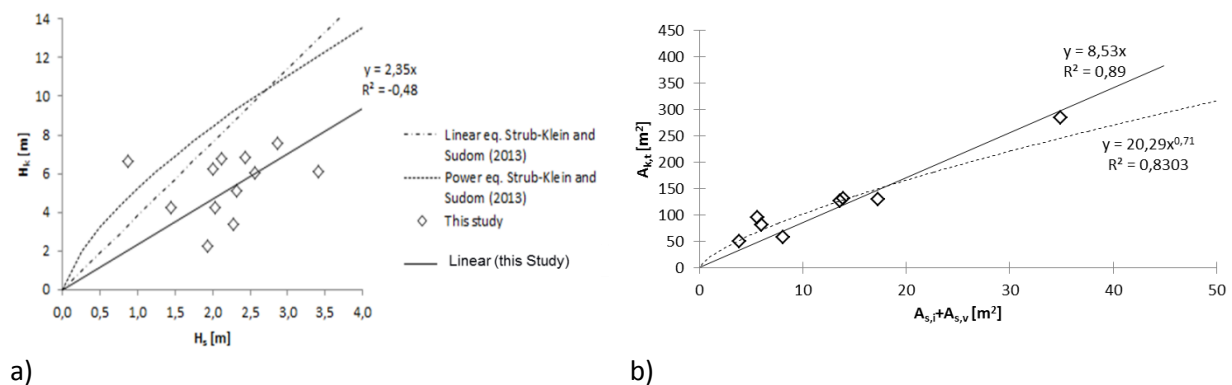 14
12
10
8
6
4
2
0
H_k [m]
0,0 0,5 1,0 1,5 2,0 2,5 3,0 3,5 4,0
H_s [m]
y = 2,35x
R² = -0,48
Linear eq. Strub-Klein and
Sudom (2013)
Power eq. Strub-Klein and
Sudom (2013)
This study
Linear (this Study)
a)
450
400
350
300
250
200
150
100
50
0
A_k,t [m²]
0 10 20 30 40 50
A_s,i+A_s,v [m²]
y = 8,53x
R² = 0,89
y = 20,29x^0,71
R² = 0,8303
b)